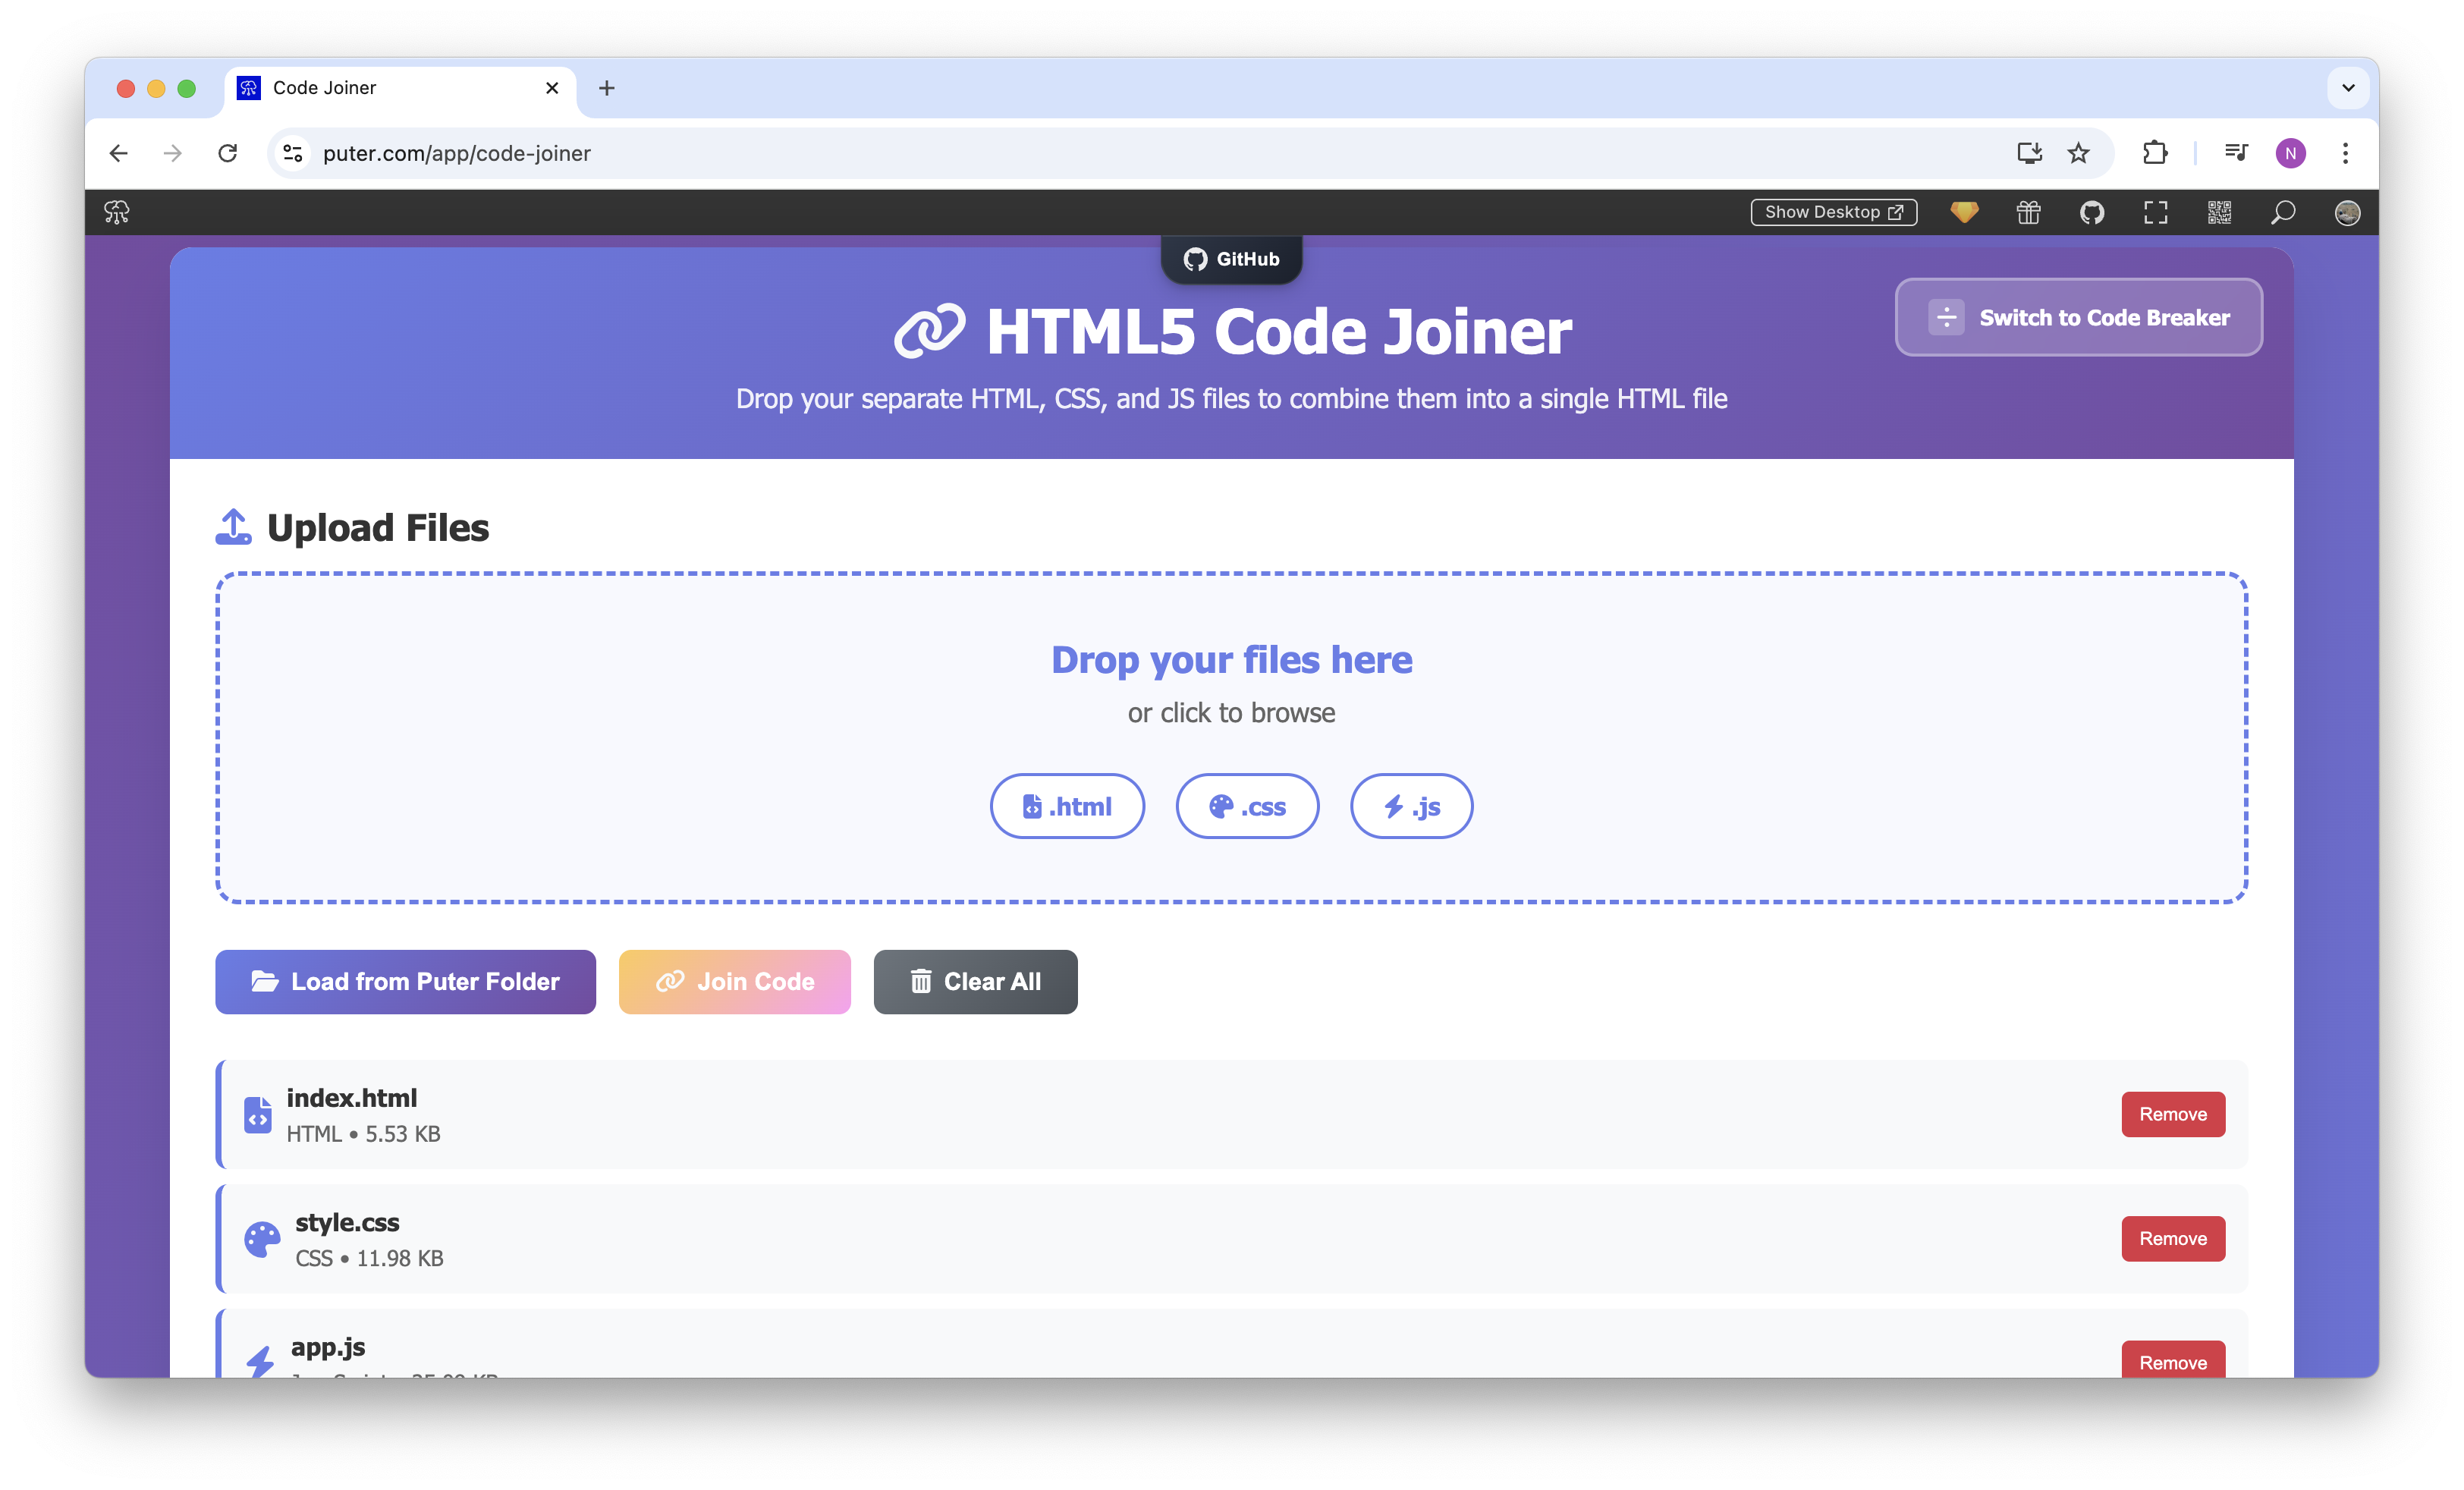 Code Joiner
puter.com/app/code-joiner
N
Show Desktop
GitHub
HTML5 Code Joiner
Switch to Code Breaker
Drop your separate HTML, CSS, and JS files to combine them into a single HTML file
Upload Files
Drop your files here
or click to browse
.html .css .js
Load from Puter Folder Join Code Clear All
index.html
HTML • 5.53 KB
Remove
style.css
CSS • 11.98 KB
Remove
app.js
Remove